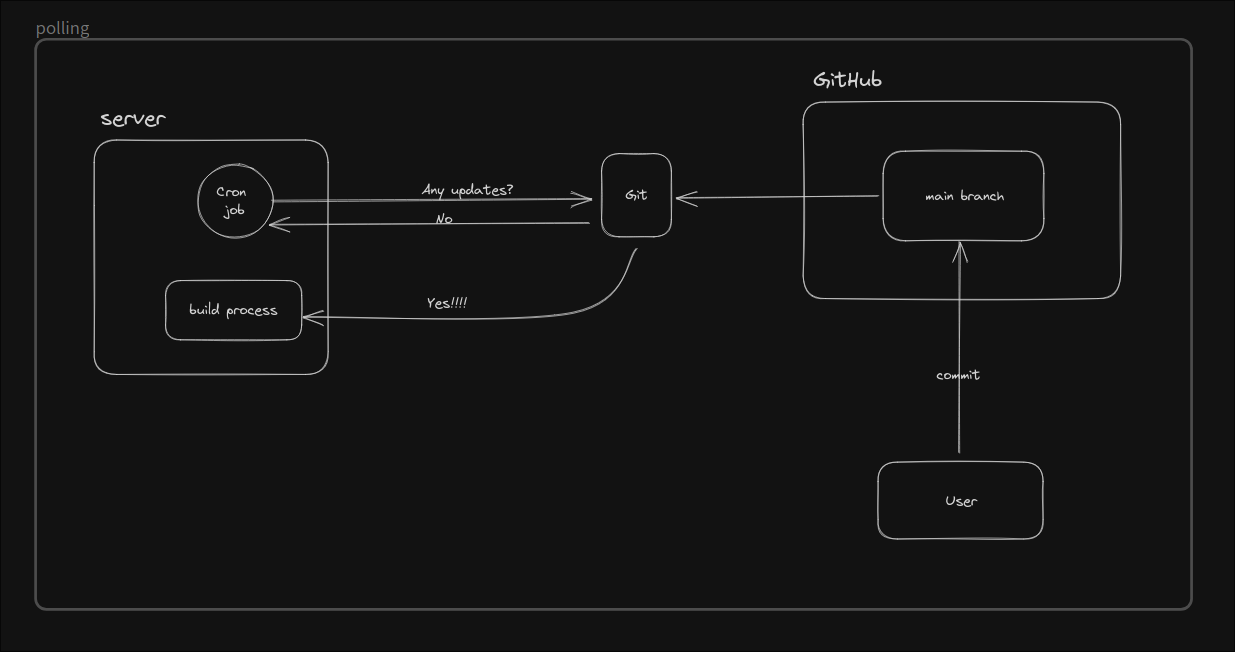 polling
GitHub
server
Cron
job
Any updates?
No
Git
main branch
Yes!!!!
build process
commit
User